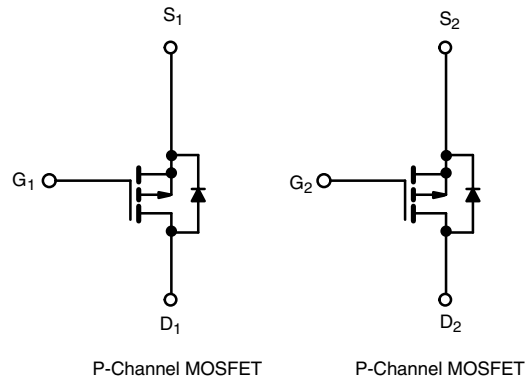 S1 S2
G1 G2
D1 D2
P-Channel MOSFET P-Channel MOSFET